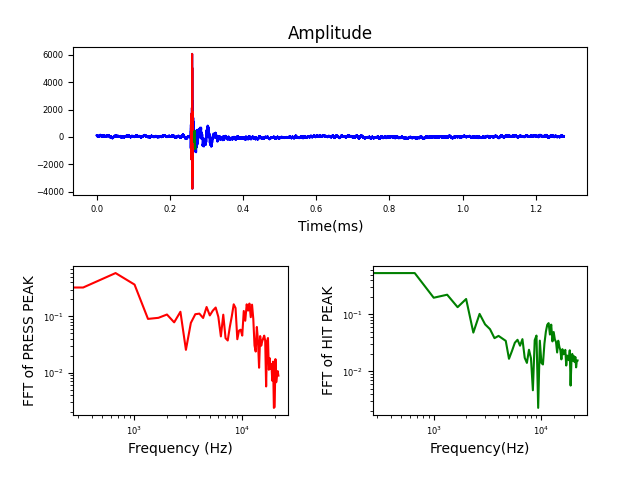 Amplitude
6000
4000
2000
0
−2000
−4000
0.0 0.2 0.4 0.6 0.8 1.0 1.2
Time(ms)
FFT of PRESS PEAK
10⁻¹
10⁻²
10³ 10⁴
Frequency (Hz)
FFT of HIT PEAK
10⁻¹
10⁻²
10³ 10⁴
Frequency(Hz)